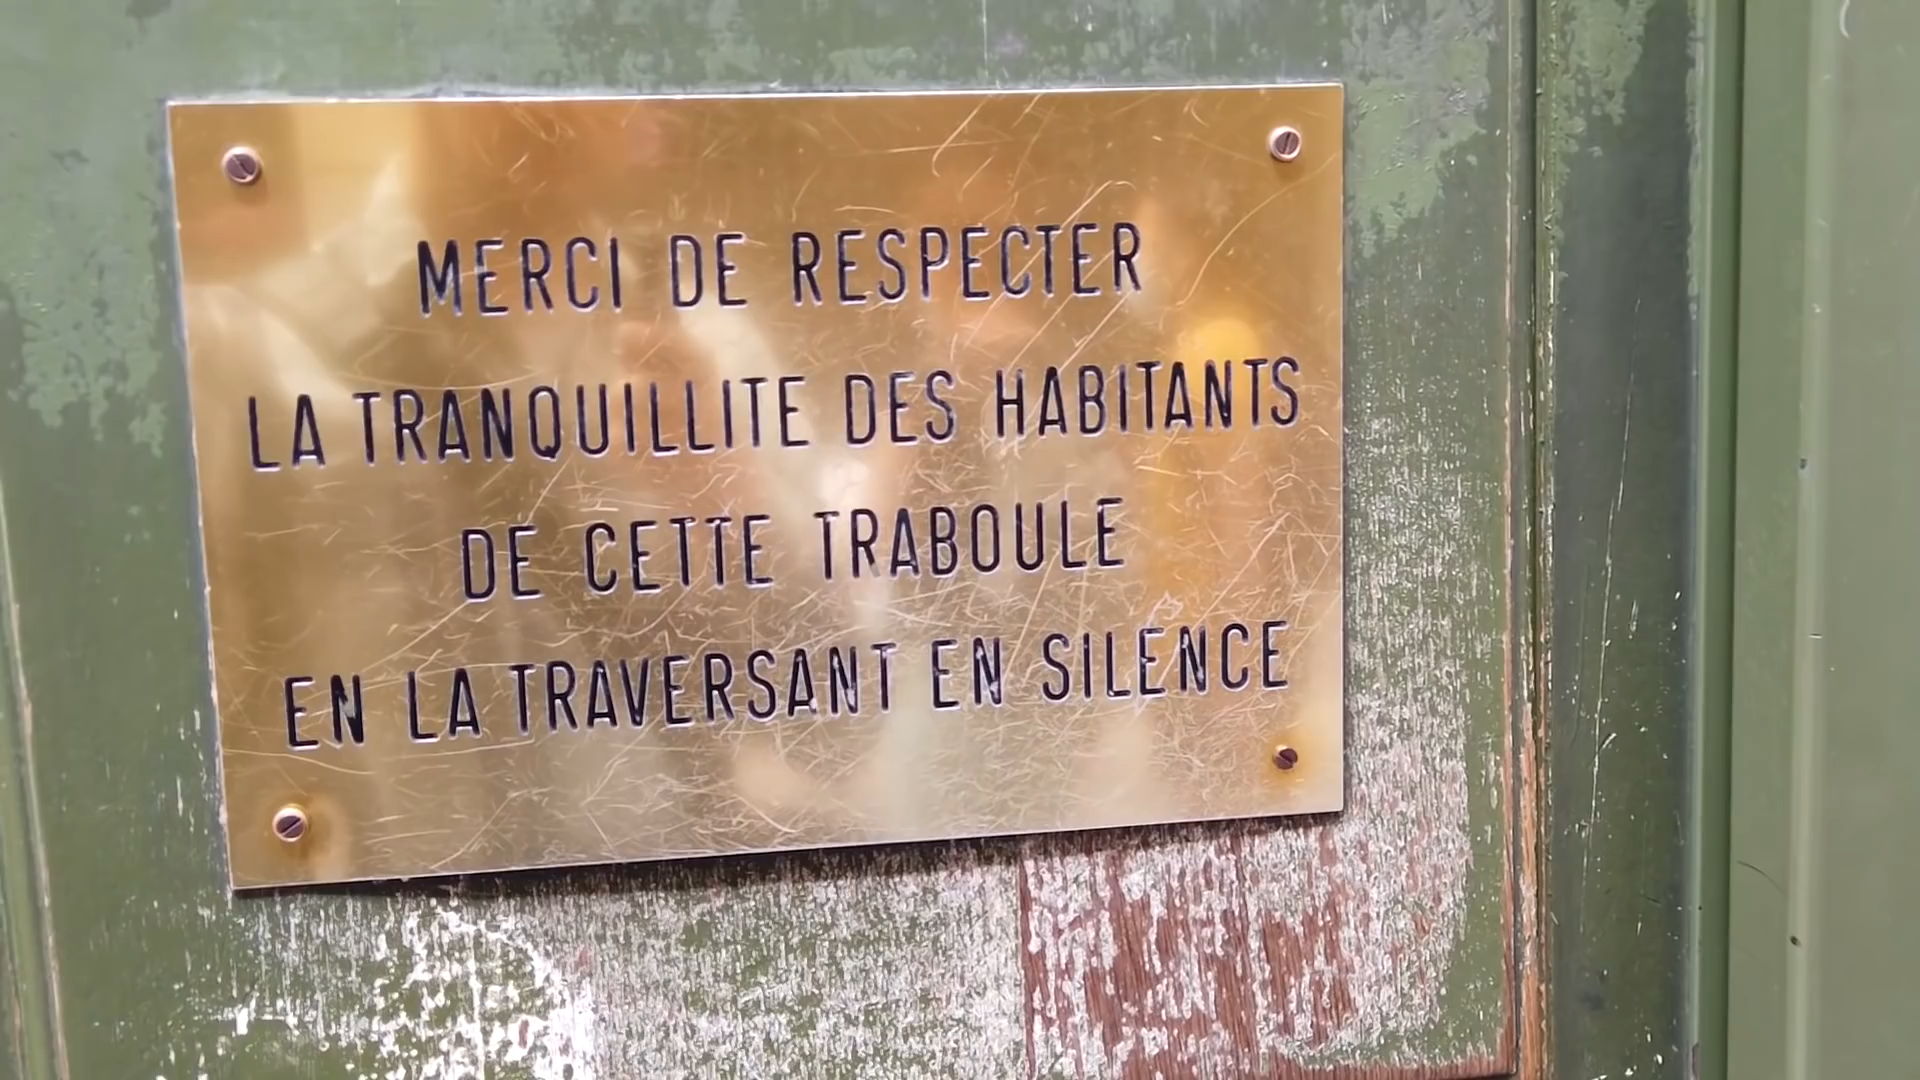 MERCI DE RESPECTER
LA TRANQUILLITE DES HABITANTS
DE CETTE TRABOULE
EN LA TRAVERSANT EN SILENCE